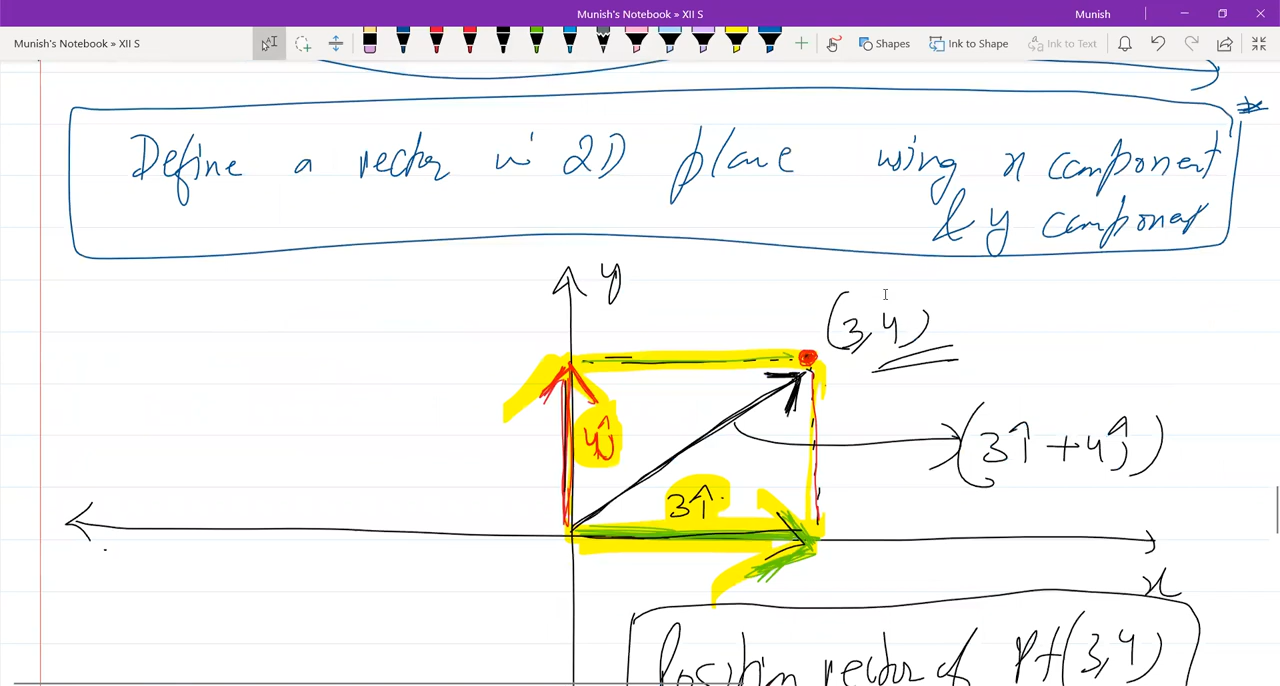 Munish's Notebook » XII S
Munish
Munish's Notebook » XII S
Shapes
Ink to Shape
Ink to Text
Define a vector in 2D plane using x component
& y component
y
(3,4)
4ĵ
(3î + 4ĵ)
3î
x
Position vector of Pt(3,4)